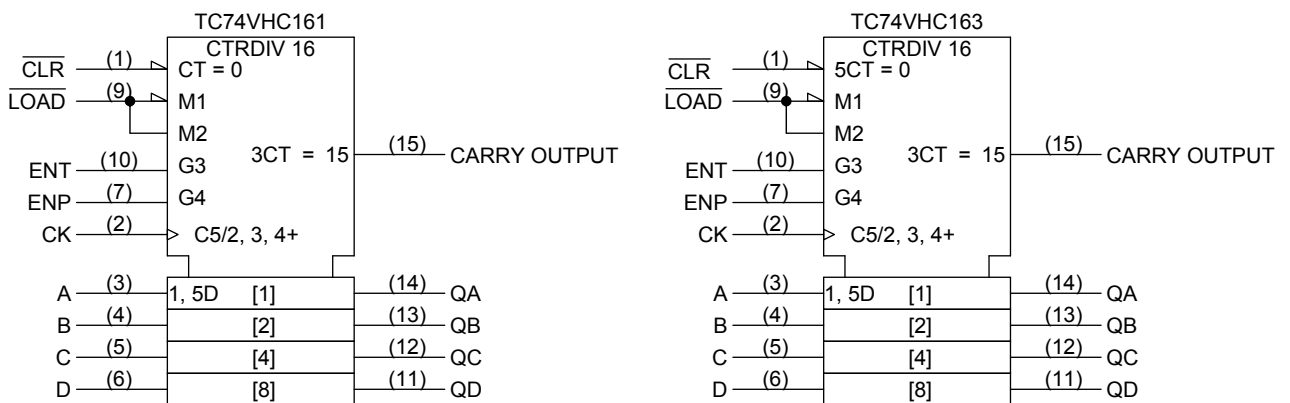 TC74VHC161
CTRDIV 16
CLR (1) CT = 0
LOAD (9) M1
M2
ENT (10) G3 3CT = 15 (15) CARRY OUTPUT
ENP (7) G4
CK (2) C5/2, 3, 4+
A (3) 1, 5D [1] (14) QA
B (4) [2] (13) QB
C (5) [4] (12) QC
D (6) [8] (11) QD
TC74VHC163
CTRDIV 16
CLR (1) 5CT = 0
LOAD (9) M1
M2
ENT (10) G3 3CT = 15 (15) CARRY OUTPUT
ENP (7) G4
CK (2) C5/2, 3, 4+
A (3) 1, 5D [1] (14) QA
B (4) [2] (13) QB
C (5) [4] (12) QC
D (6) [8] (11) QD